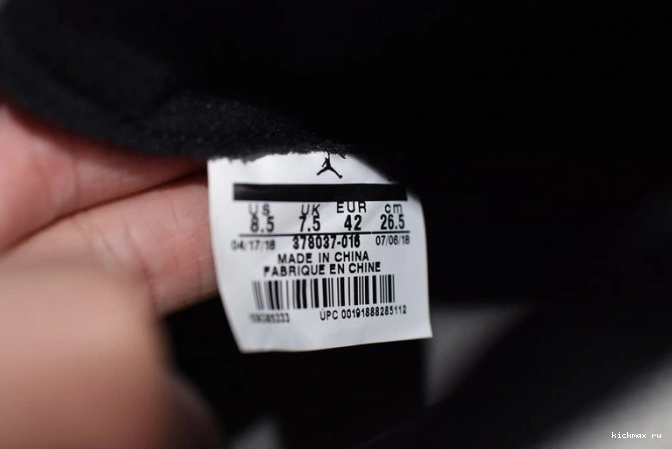 US UK EUR cm
8.5 7.5 42 26.5
04/17/18 378037-016 07/06/18
MADE IN CHINA
FABRIQUE EN CHINE
UPC 00191888285112
kickmax ru